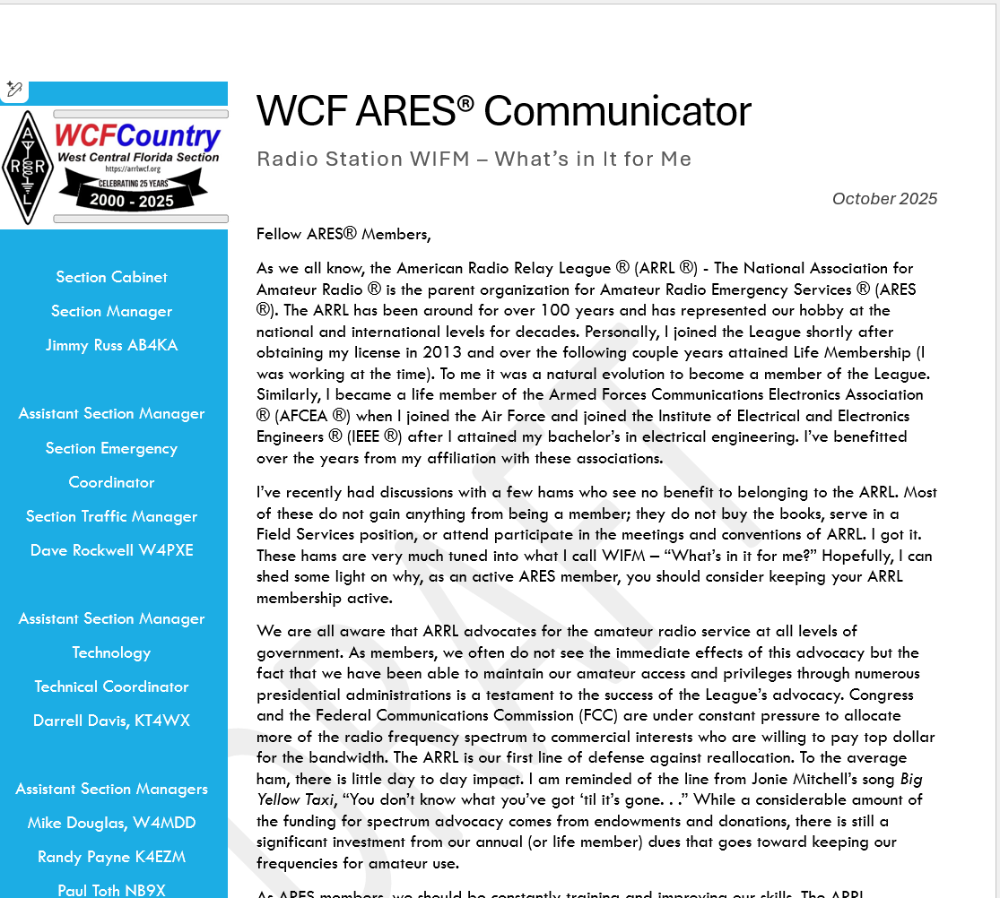 WCF ARES® Communicator
Radio Station WIFM – What's in It for Me
October 2025
A
R R
L
WCFCountry
West Central Florida Section
https://arrlwcf.org
CELEBRATING 25 YEARS
2000 - 2025
Section Cabinet
Section Manager
Jimmy Russ AB4KA
Assistant Section Manager
Section Emergency
Coordinator
Section Traffic Manager
Dave Rockwell W4PXE
Assistant Section Manager
Technology
Technical Coordinator
Darrell Davis, KT4WX
Assistant Section Managers
Mike Douglas, W4MDD
Randy Payne K4EZM
Paul Toth NB9X
Fellow ARES® Members,
As we all know, the American Radio Relay League ® (ARRL ®) - The National Association for
Amateur Radio ® is the parent organization for Amateur Radio Emergency Services ® (ARES
®). The ARRL has been around for over 100 years and has represented our hobby at the
national and international levels for decades. Personally, I joined the League shortly after
obtaining my license in 2013 and over the following couple years attained Life Membership (I
was working at the time). To me it was a natural evolution to become a member of the League.
Similarly, I became a life member of the Armed Forces Communications Electronics Association
® (AFCEA ®) when I joined the Air Force and joined the Institute of Electrical and Electronics
Engineers ® (IEEE ®) after I attained my bachelor's in electrical engineering. I've benefitted
over the years from my affiliation with these associations.
I've recently had discussions with a few hams who see no benefit to belonging to the ARRL. Most
of these do not gain anything from being a member; they do not buy the books, serve in a
Field Services position, or attend participate in the meetings and conventions of ARRL. I got it.
These hams are very much tuned into what I call WIFM – “What's in it for me?” Hopefully, I can
shed some light on why, as an active ARES member, you should consider keeping your ARRL
membership active.
We are all aware that ARRL advocates for the amateur radio service at all levels of
government. As members, we often do not see the immediate effects of this advocacy but the
fact that we have been able to maintain our amateur access and privileges through numerous
presidential administrations is a testament to the success of the League's advocacy. Congress
and the Federal Communications Commission (FCC) are under constant pressure to allocate
more of the radio frequency spectrum to commercial interests who are willing to pay top dollar
for the bandwidth. The ARRL is our first line of defense against reallocation. To the average
ham, there is little day to day impact. I am reminded of the line from Jonie Mitchell's song Big
Yellow Taxi, “You don't know what you've got 'til it's gone. . .” While a considerable amount of
the funding for spectrum advocacy comes from endowments and donations, there is still a
significant investment from our annual (or life member) dues that goes toward keeping our
frequencies for amateur use.
As ARES members, we should be constantly training and improving our skills. The ARRL
DRAFT